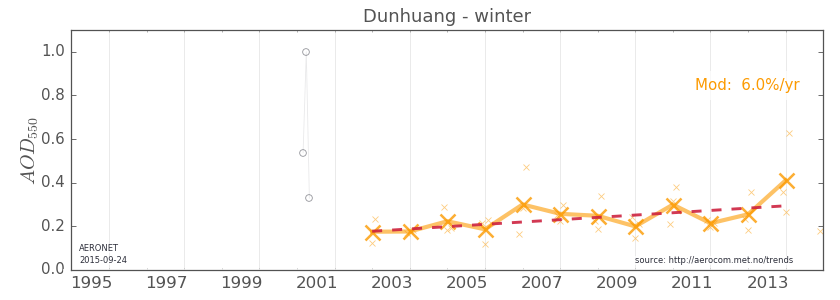 Dunhuang - winter
1.0
0.8
0.6
0.4
0.2
0.0
AOD550
Mod: 6.0%/yr
AERONET
2015-09-24
source: http://aerocom.met.no/trends
1995 1997 1999 2001 2003 2005 2007 2009 2011 2013